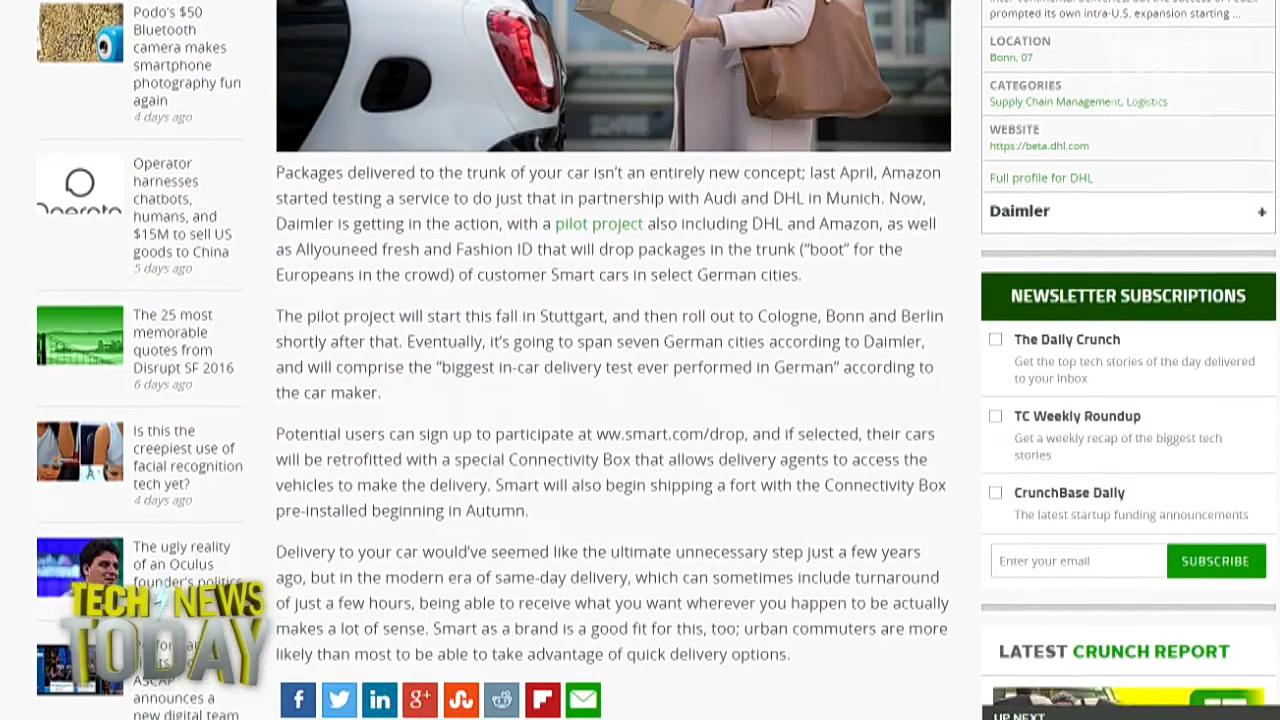 Podo's $50
Bluetooth
camera makes
smartphone
photography fun
again
4 days ago
Operator
harnesses
chatbots,
humans, and
$15M to sell US
goods to China
5 days ago
The 25 most
memorable
quotes from
Disrupt SF 2016
6 days ago
Is this the
creepiest use of
facial recognition
tech yet?
4 days ago
The ugly reality
of an Oculus
founder's politics
announces a
new digital team
TECH NEWS
TODAY
Packages delivered to the trunk of your car isn't an entirely new concept; last April, Amazon
started testing a service to do just that in partnership with Audi and DHL in Munich. Now,
Daimler is getting in the action, with a pilot project also including DHL and Amazon, as well
as Allyouneed fresh and Fashion ID that will drop packages in the trunk ("boot" for the
Europeans in the crowd) of customer Smart cars in select German cities.
The pilot project will start this fall in Stuttgart, and then roll out to Cologne, Bonn and Berlin
shortly after that. Eventually, it's going to span seven German cities according to Daimler,
and will comprise the "biggest in-car delivery test ever performed in German" according to
the car maker.
Potential users can sign up to participate at ww.smart.com/drop, and if selected, their cars
will be retrofitted with a special Connectivity Box that allows delivery agents to access the
vehicles to make the delivery. Smart will also begin shipping a fort with the Connectivity Box
pre-installed beginning in Autumn.
Delivery to your car would've seemed like the ultimate unnecessary step just a few years
ago, but in the modern era of same-day delivery, which can sometimes include turnaround
of just a few hours, being able to receive what you want wherever you happen to be actually
makes a lot of sense. Smart as a brand is a good fit for this, too; urban commuters are more
likely than most to be able to take advantage of quick delivery options.
prompted its own intra-U.S. expansion starting ...
LOCATION
Bonn, 07
CATEGORIES
Supply Chain Management, Logistics
WEBSITE
https://beta.dhl.com
Full profile for DHL
Daimler +
NEWSLETTER SUBSCRIPTIONS
The Daily Crunch
Get the top tech stories of the day delivered
to your inbox
TC Weekly Roundup
Get a weekly recap of the biggest tech
stories
CrunchBase Daily
The latest startup funding announcements
Enter your email SUBSCRIBE
LATEST CRUNCH REPORT
UP NEXT